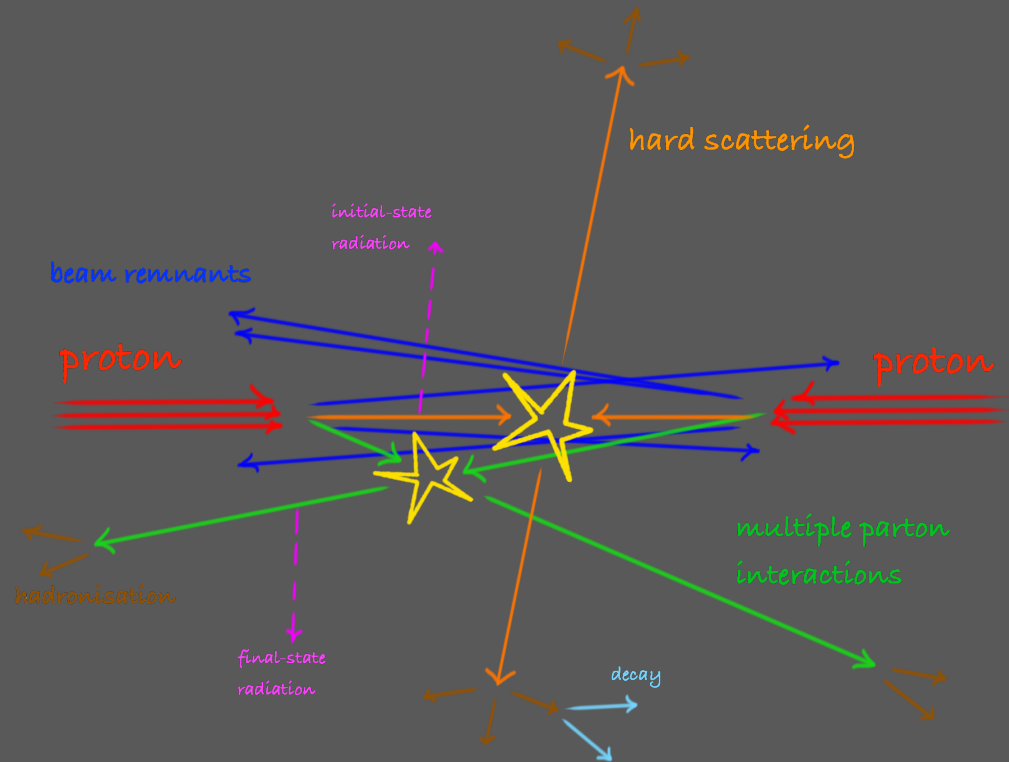 hard scattering
initial-state
radiation
beam remnants
proton
proton
multiple parton
interactions
hadronisation
final-state
radiation
decay